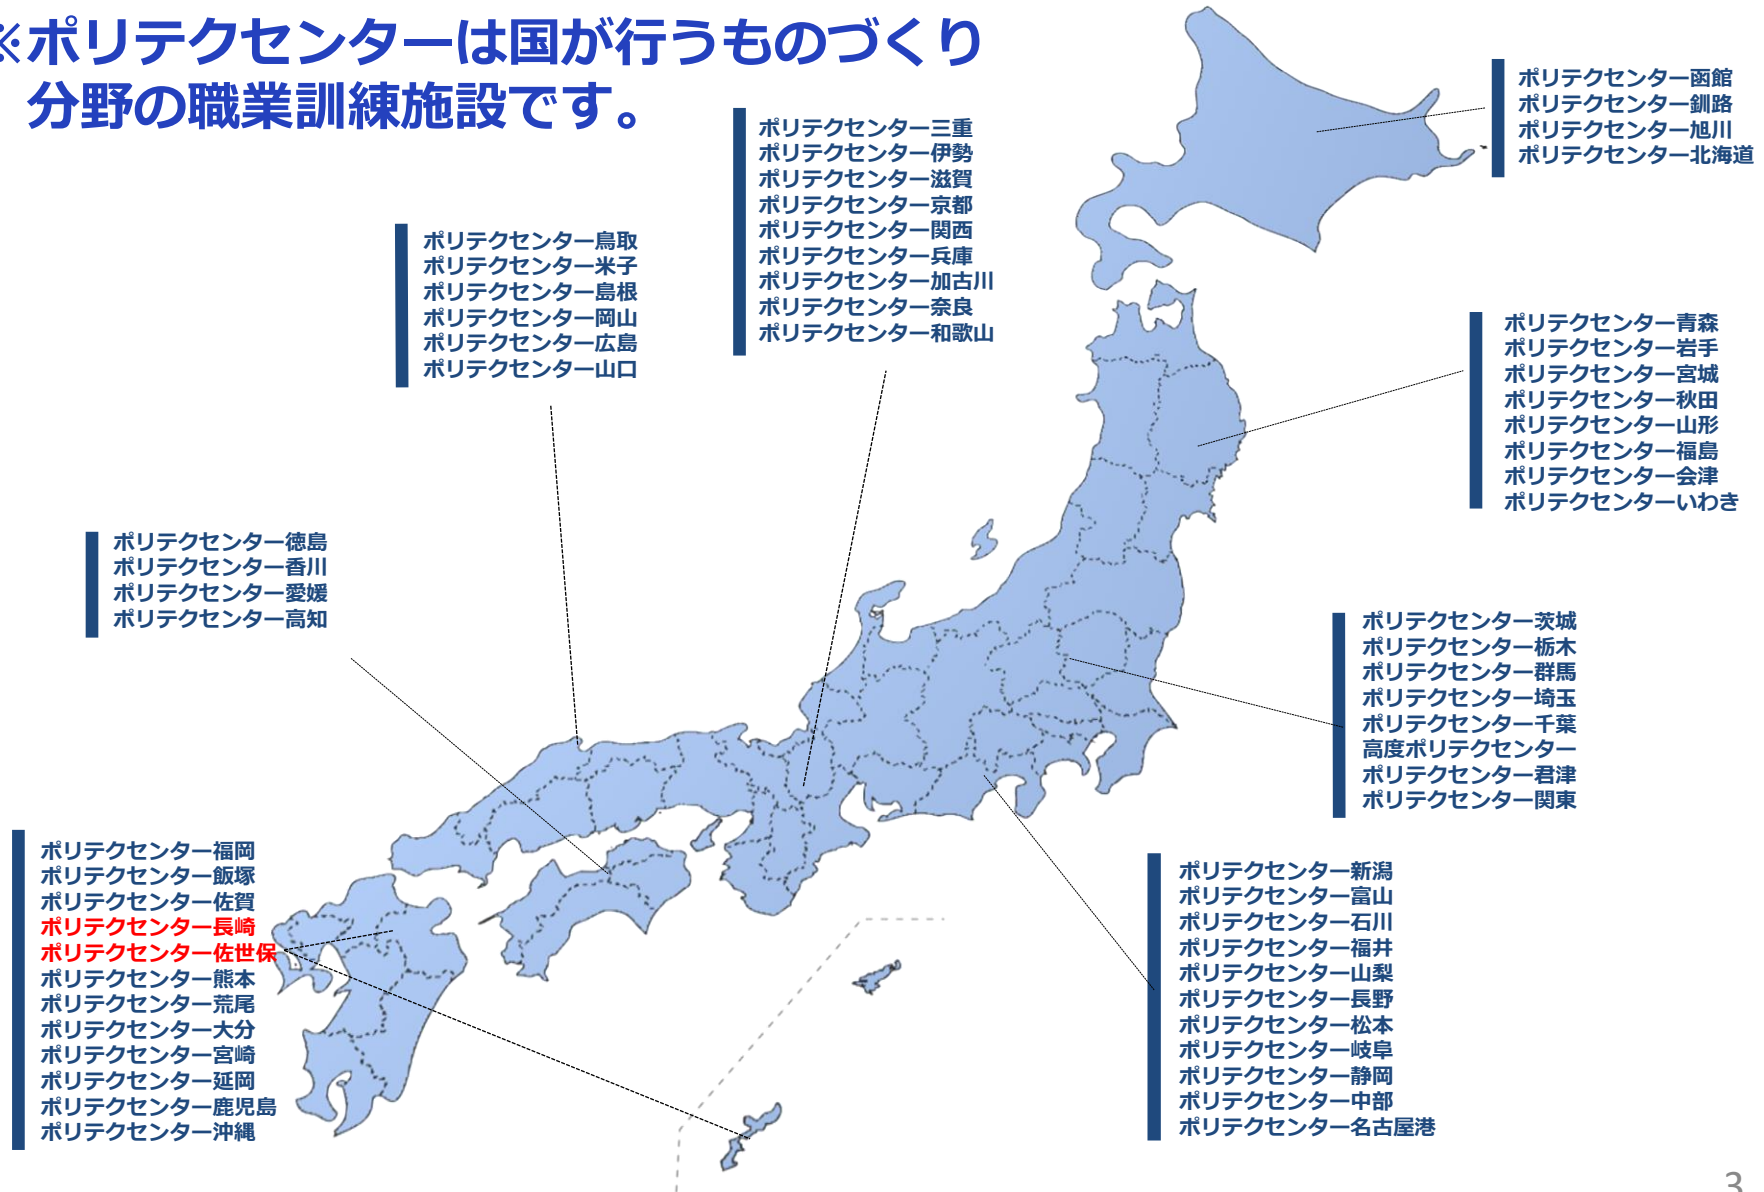 ※ポリテクセンターは国が行うものづくり
分野の職業訓練施設です。
ポリテクセンター函館
ポリテクセンター釧路
ポリテクセンター旭川
ポリテクセンター北海道
ポリテクセンター三重
ポリテクセンター伊勢
ポリテクセンター滋賀
ポリテクセンター京都
ポリテクセンター関西
ポリテクセンター兵庫
ポリテクセンター加古川
ポリテクセンター奈良
ポリテクセンター和歌山
ポリテクセンター鳥取
ポリテクセンター米子
ポリテクセンター島根
ポリテクセンター岡山
ポリテクセンター広島
ポリテクセンター山口
ポリテクセンター青森
ポリテクセンター岩手
ポリテクセンター宮城
ポリテクセンター秋田
ポリテクセンター山形
ポリテクセンター福島
ポリテクセンター会津
ポリテクセンターいわき
ポリテクセンター徳島
ポリテクセンター香川
ポリテクセンター愛媛
ポリテクセンター高知
ポリテクセンター茨城
ポリテクセンター栃木
ポリテクセンター群馬
ポリテクセンター埼玉
ポリテクセンター千葉
高度ポリテクセンター
ポリテクセンター君津
ポリテクセンター関東
ポリテクセンター福岡
ポリテクセンター飯塚
ポリテクセンター佐賀
ポリテクセンター長崎
ポリテクセンター佐世保
ポリテクセンター熊本
ポリテクセンター荒尾
ポリテクセンター大分
ポリテクセンター宮崎
ポリテクセンター延岡
ポリテクセンター鹿児島
ポリテクセンター沖縄
ポリテクセンター新潟
ポリテクセンター富山
ポリテクセンター石川
ポリテクセンター福井
ポリテクセンター山梨
ポリテクセンター長野
ポリテクセンター松本
ポリテクセンター岐阜
ポリテクセンター静岡
ポリテクセンター中部
ポリテクセンター名古屋港
3